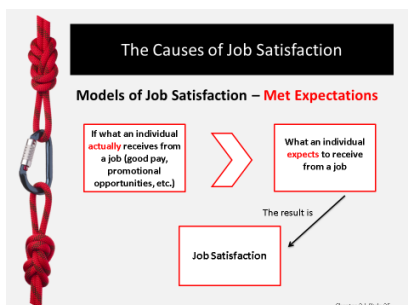 The Causes of Job Satisfaction
Models of Job Satisfaction – Met Expectations
If what an individual
actually receives from
a job (good pay,
promotional
opportunities, etc.)
What an individual
expects to receive
from a job
The result is
Job Satisfaction